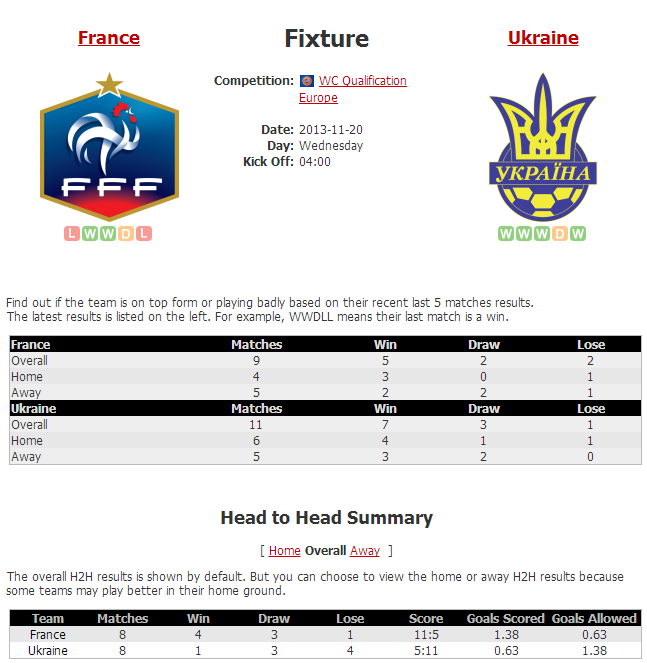 France
Fixture
Ukraine
Competition: WC Qualification
Europe
Date: 2013-11-20
Day: Wednesday
Kick Off: 04:00
FFF
УКРАЇНА
L W W D L
W W W D W
Find out if the team is on top form or playing badly based on their recent last 5 matches results.
The latest results is listed on the left. For example, WWDLL means their last match is a win.
France Matches Win Draw Lose
Overall 9 5 2 2
Home 4 3 0 1
Away 5 2 2 1
Ukraine Matches Win Draw Lose
Overall 11 7 3 1
Home 6 4 1 1
Away 5 3 2 0
Head to Head Summary
[ Home Overall Away ]
The overall H2H results is shown by default. But you can choose to view the home or away H2H results because
some teams may play better in their home ground.
Team Matches Win Draw Lose Score Goals Scored Goals Allowed
France 8 4 3 1 11:5 1.38 0.63
Ukraine 8 1 3 4 5:11 0.63 1.38